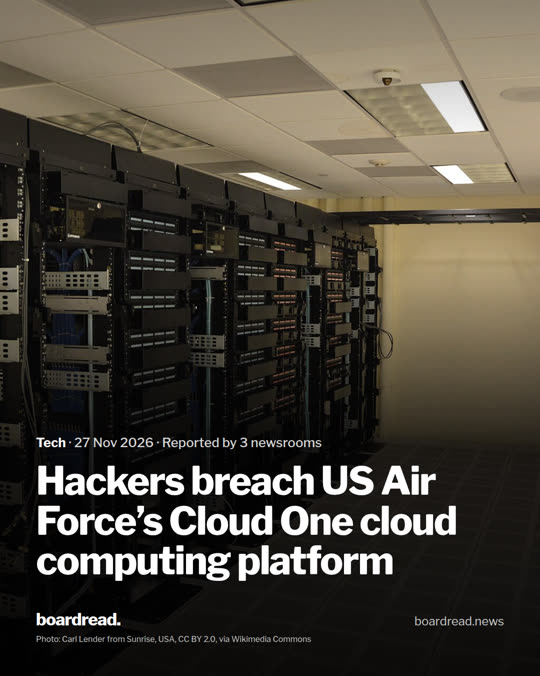 Tech · 27 Nov 2026 · Reported by 3 newsrooms
Hackers breach US Air
Force’s Cloud One cloud
computing platform
boardread.
boardread.news
Photo: Carl Lender from Sunrise, USA, CC BY 2.0, via Wikimedia Commons